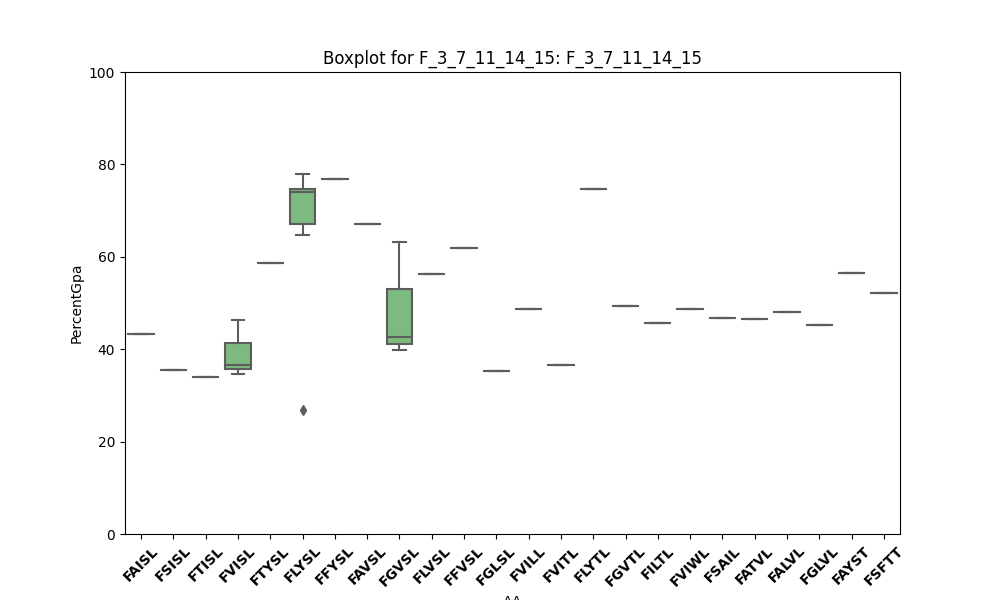 Boxplot for F_3_7_11_14_15: F_3_7_11_14_15
100
80
60
40
20
0
PercentGpa
FAISL
FSISL
FTISL
FVISL
FTYSL
FLYSL
FFYSL
FAVSL
FGVSL
FLVSL
FFVSL
FGLSL
FVILL
FVITL
FLYTL
FGVTL
FILTL
FVIWL
FSAIL
FATVL
FALVL
FGLVL
FAYST
FSFTT
AA